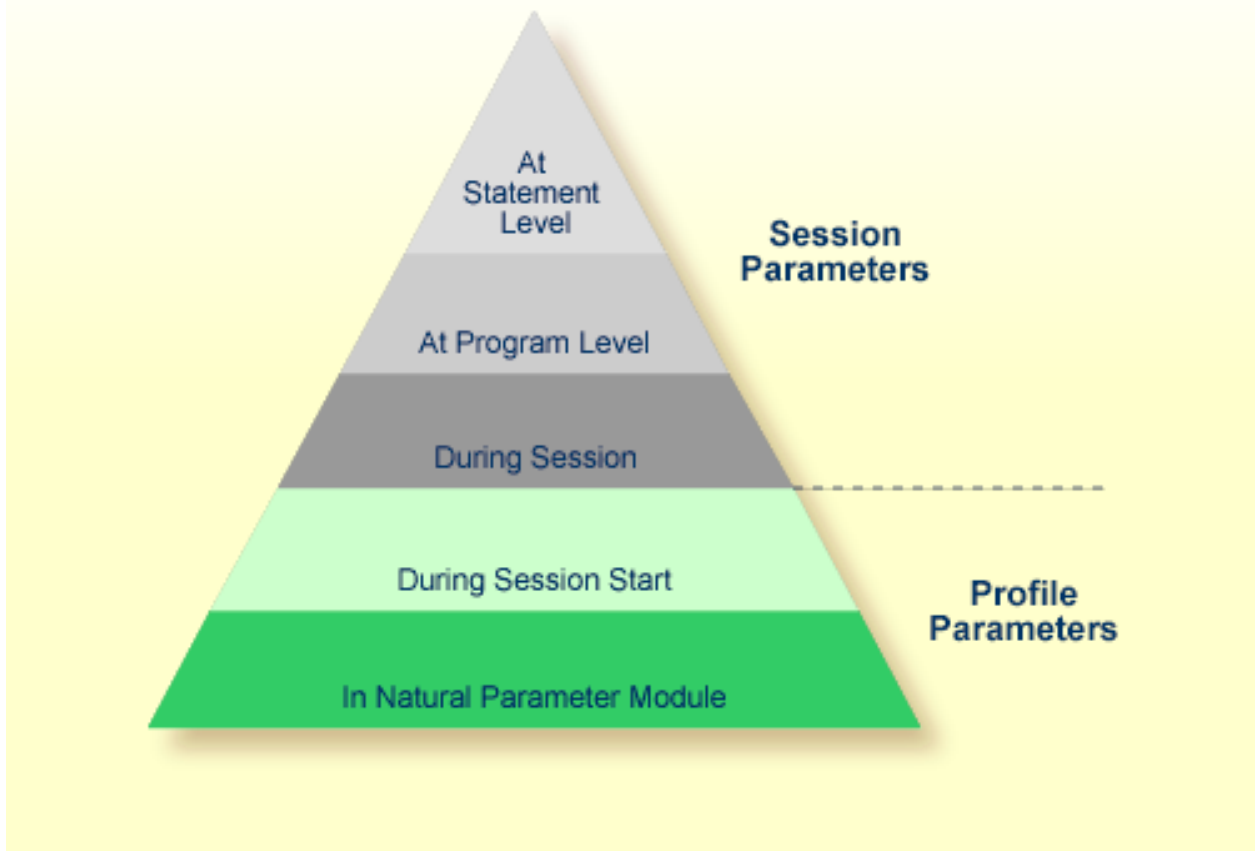 At
Statement
Level
Session
Parameters
At Program Level
During Session
During Session Start
Profile
Parameters
In Natural Parameter Module